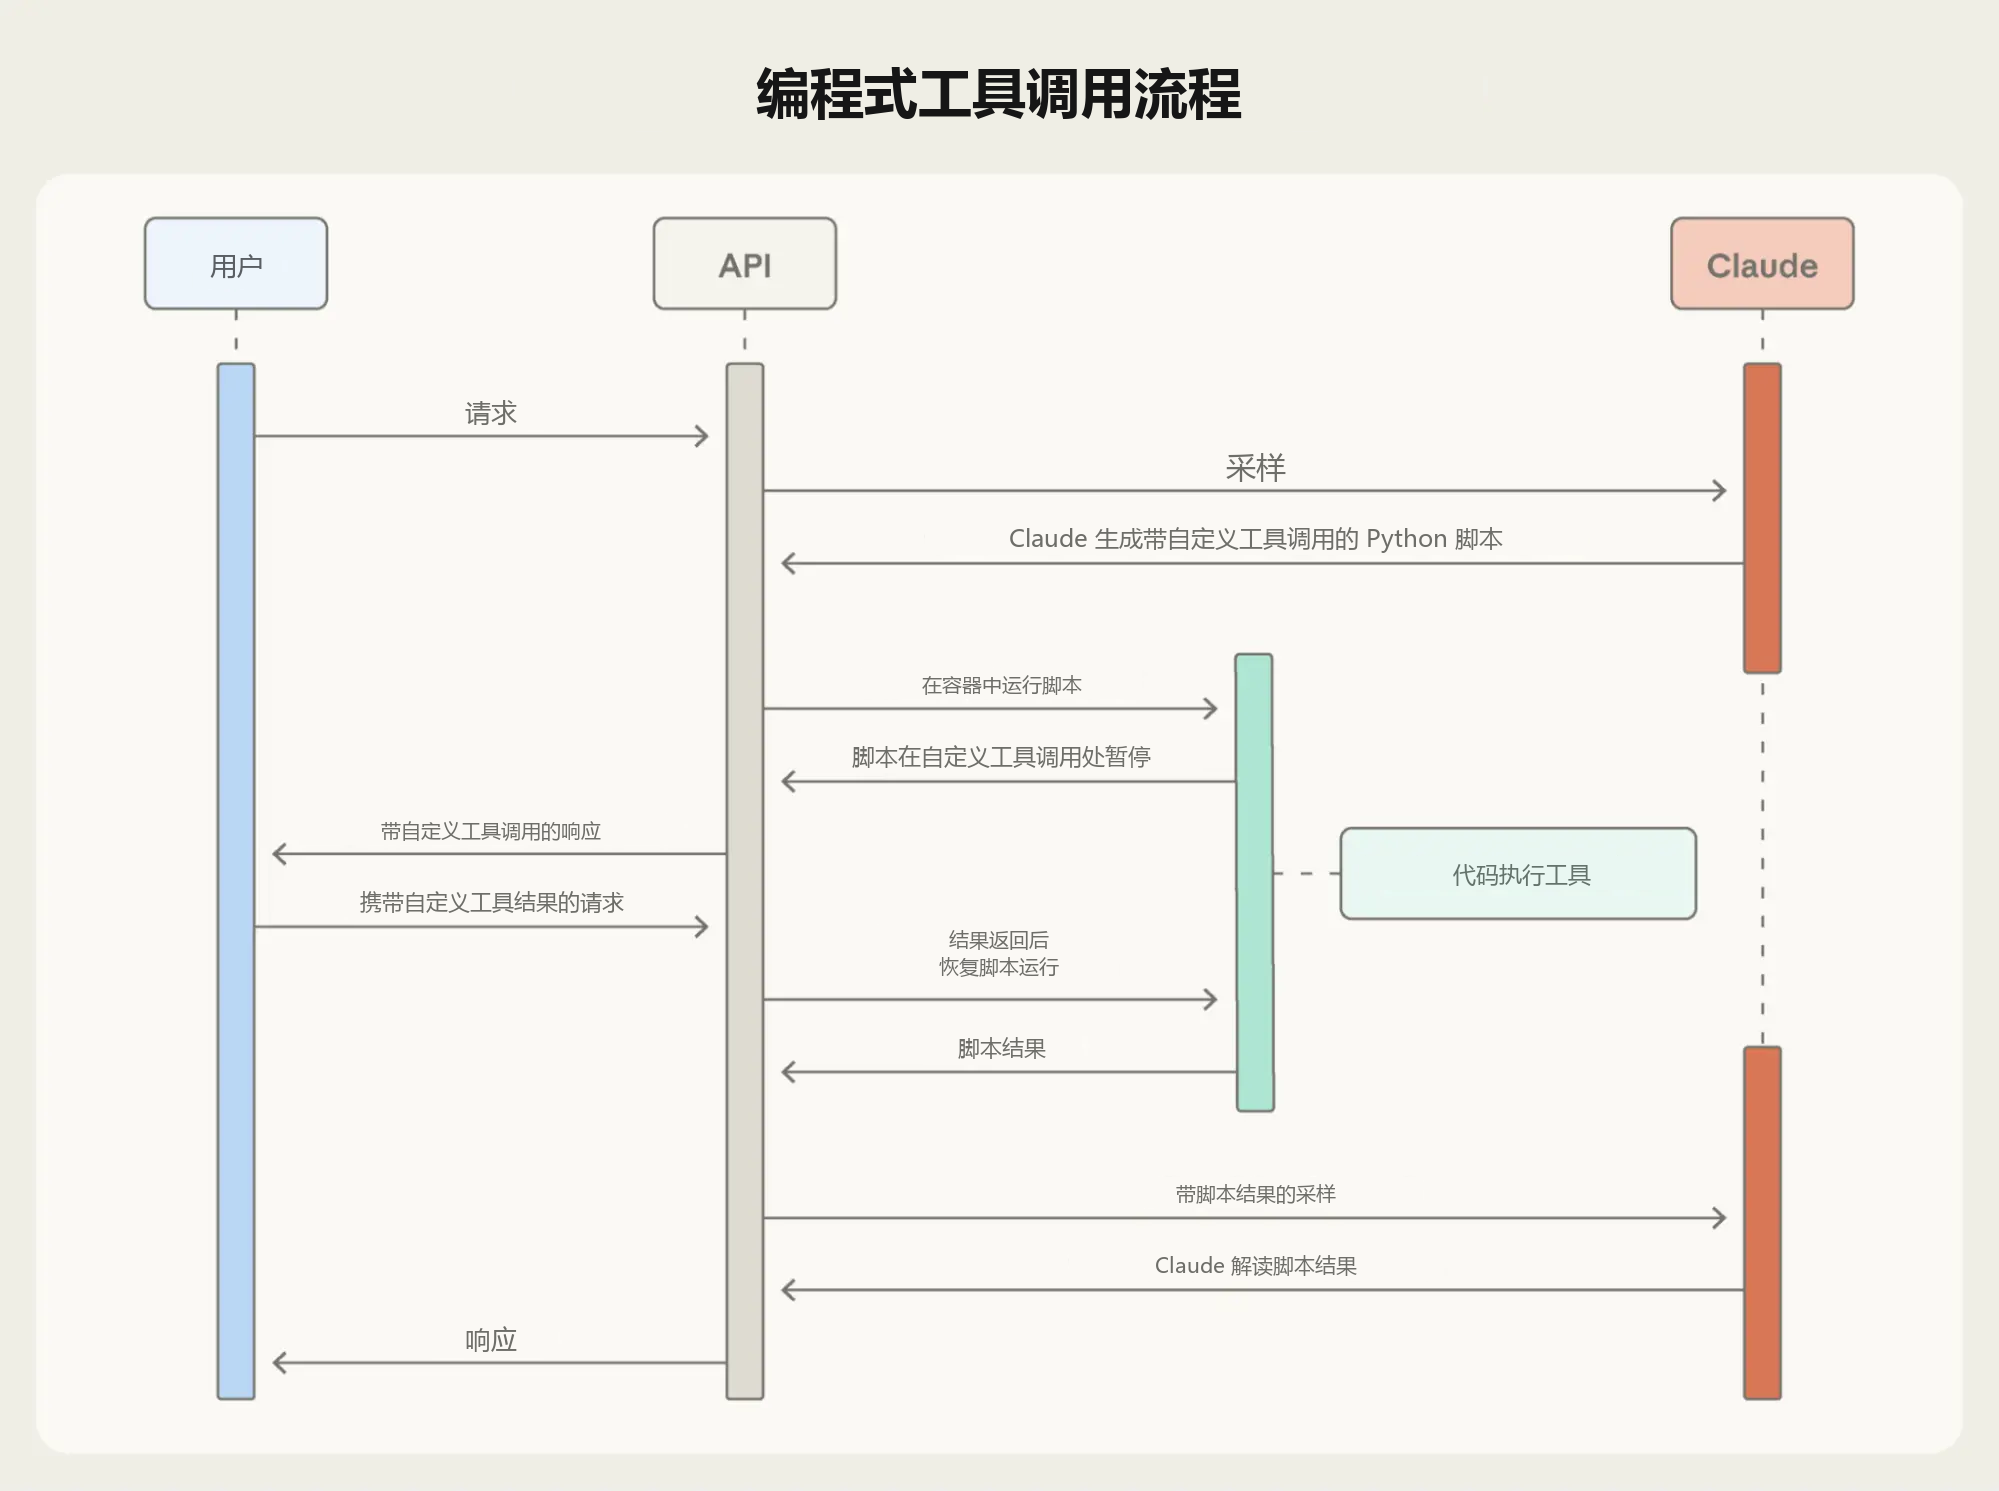 编程式工具调用流程
用户
API
Claude
请求
采样
Claude 生成带自定义工具调用的 Python 脚本
在容器中运行脚本
脚本在自定义工具调用处暂停
带自定义工具调用的响应
代码执行工具
携带自定义工具结果的请求
结果返回后
恢复脚本运行
脚本结果
带脚本结果的采样
Claude 解读脚本结果
响应